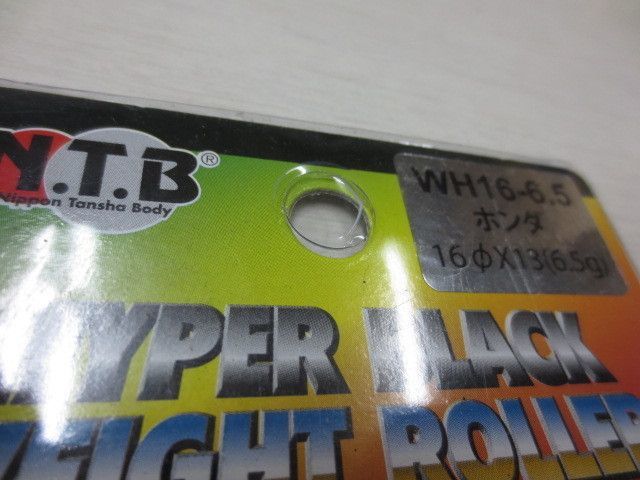 N.T.B®
Nippon Tansha Body
WH16-6.5
ホンダ
16φX13(6.5g)
HYPER BLACK
WEIGHT ROLLER